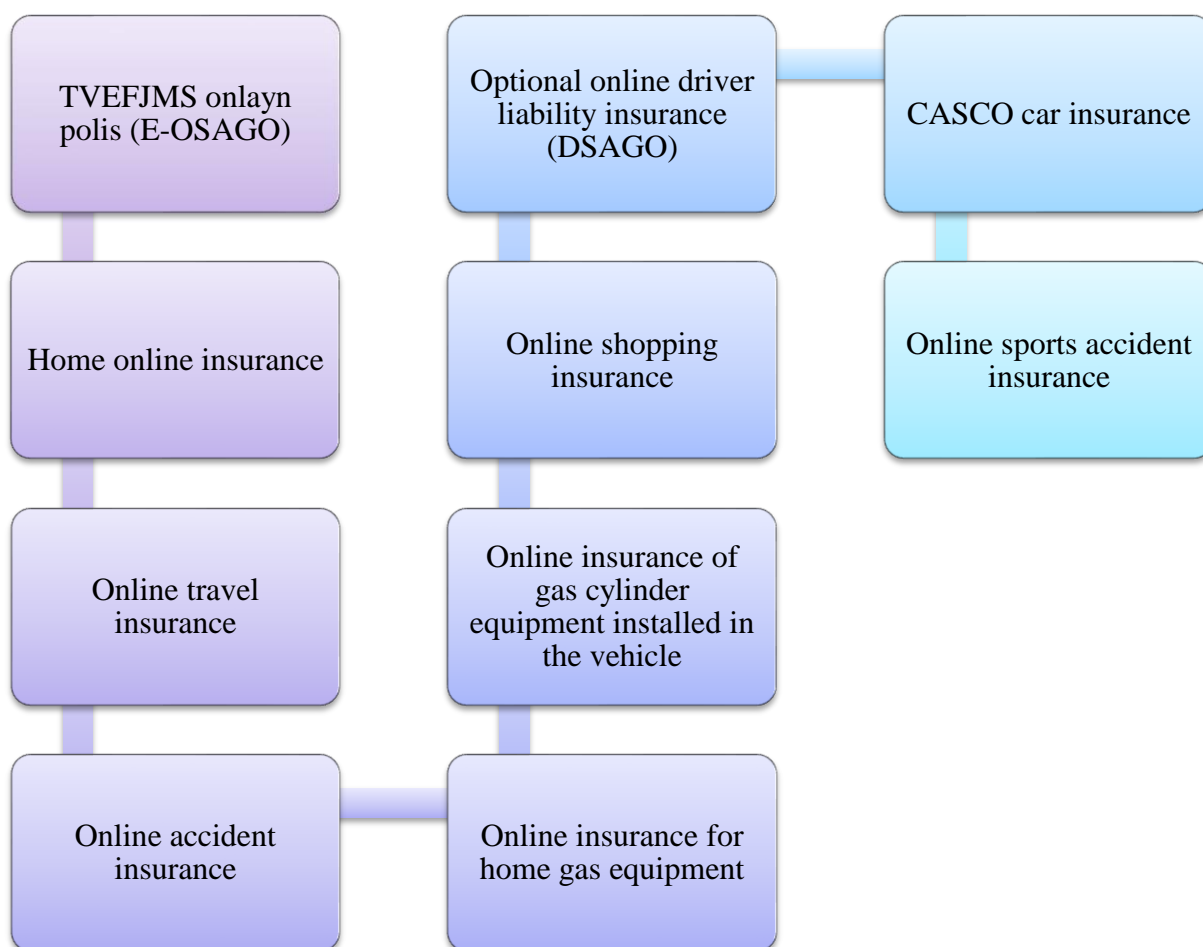 TVEFJMS onlayn
polis (E-OSAGO)
Home online insurance
Online travel
insurance
Online accident
insurance
Online insurance for
home gas equipment
Online insurance of
gas cylinder
equipment installed in
the vehicle
Online shopping
insurance
Optional online driver
liability insurance
(DSAGO)
CASCO car insurance
Online sports accident
insurance